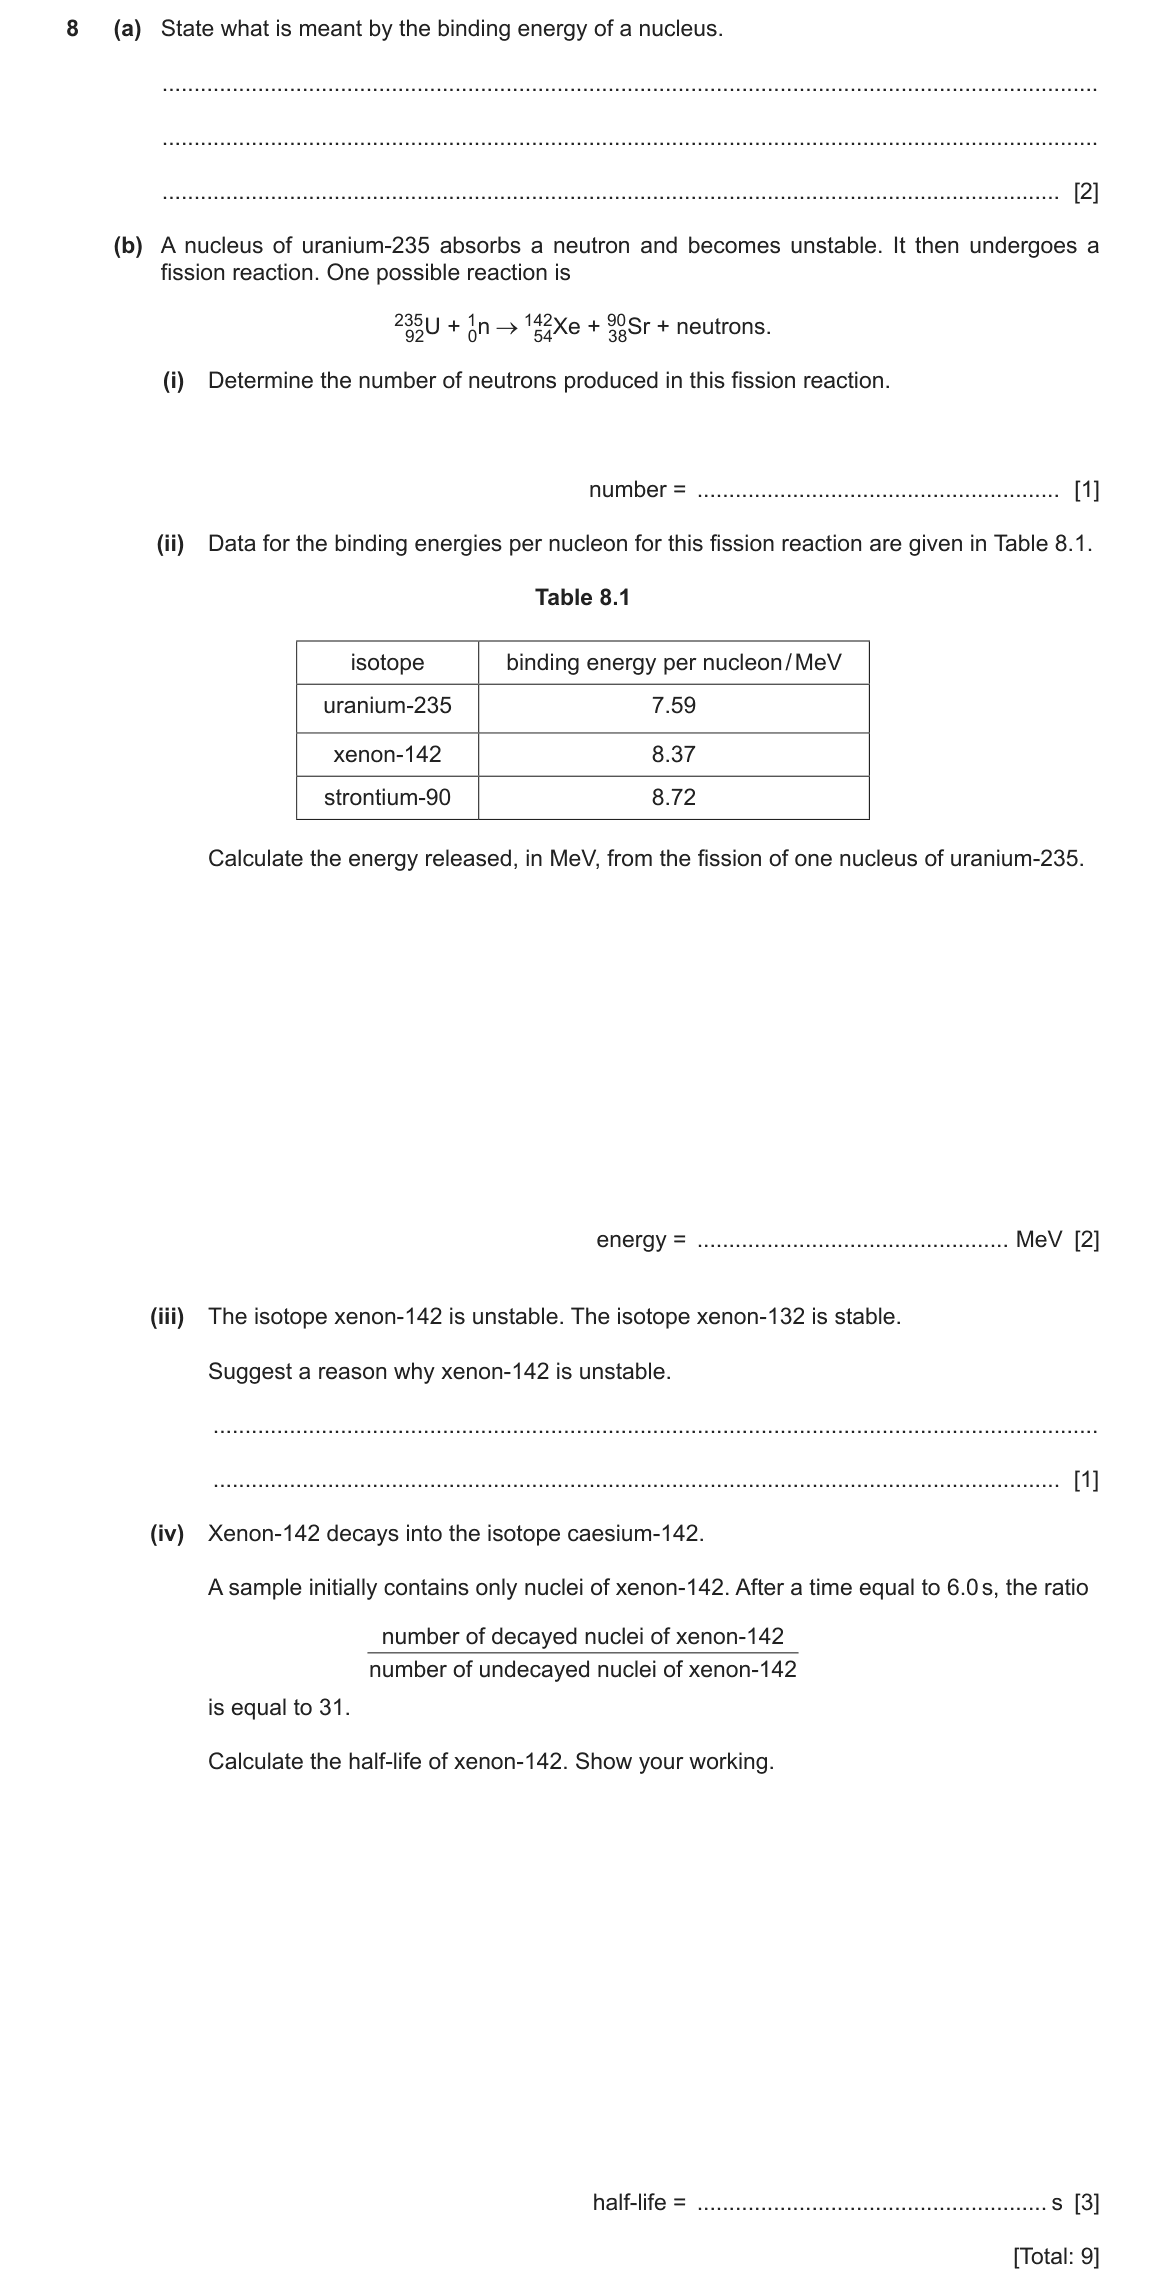 8 (a) State what is meant by the binding energy of a nucleus.
..........................................................................................
..........................................................................................
.......................................................................................... [2]
(b) A nucleus of uranium-235 absorbs a neutron and becomes unstable. It then undergoes a
fission reaction. One possible reaction is
²³⁵₉₂U + ¹₀n → ¹⁴²₅₄Xe + ⁹⁰₃₈Sr + neutrons.
(i) Determine the number of neutrons produced in this fission reaction.
number = .......................................................... [1]
(ii) Data for the binding energies per nucleon for this fission reaction are given in Table 8.1.
Table 8.1
isotope binding energy per nucleon / MeV
uranium-235 7.59
xenon-142 8.37
strontium-90 8.72
Calculate the energy released, in MeV, from the fission of one nucleus of uranium-235.
energy = ................................................. MeV [2]
(iii) The isotope xenon-142 is unstable. The isotope xenon-132 is stable.
Suggest a reason why xenon-142 is unstable.
..........................................................................................
.......................................................................................... [1]
(iv) Xenon-142 decays into the isotope caesium-142.
A sample initially contains only nuclei of xenon-142. After a time equal to 6.0 s, the ratio
number of decayed nuclei of xenon-142
number of undecayed nuclei of xenon-142
is equal to 31.
Calculate the half-life of xenon-142. Show your working.
half-life = ....................................................... s [3]
[Total: 9]